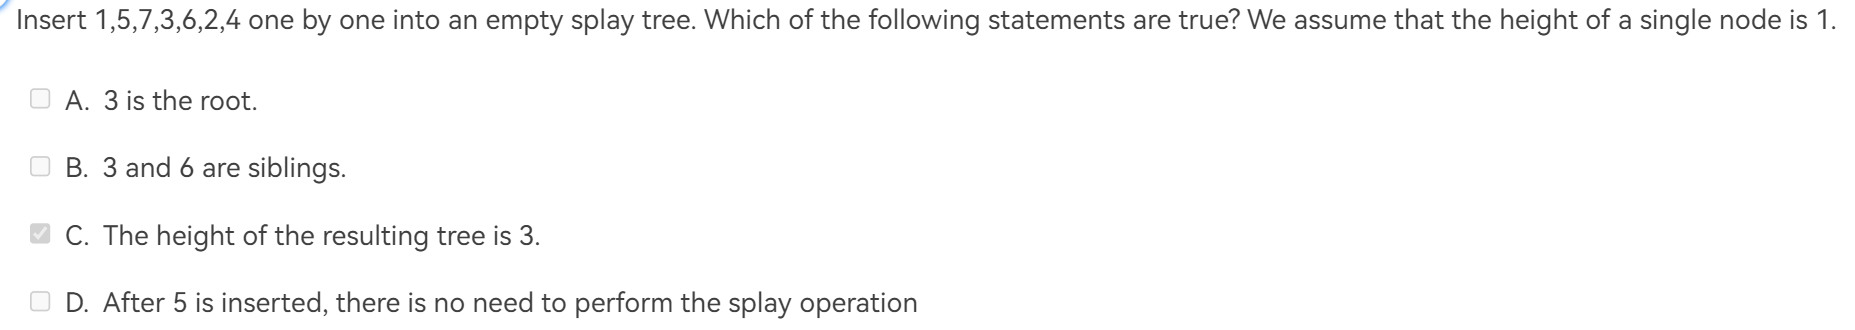 Insert 1,5,7,3,6,2,4 one by one into an empty splay tree. Which of the following statements are true? We assume that the height of a single node is 1.
A. 3 is the root.
B. 3 and 6 are siblings.
C. The height of the resulting tree is 3.
D. After 5 is inserted, there is no need to perform the splay operation